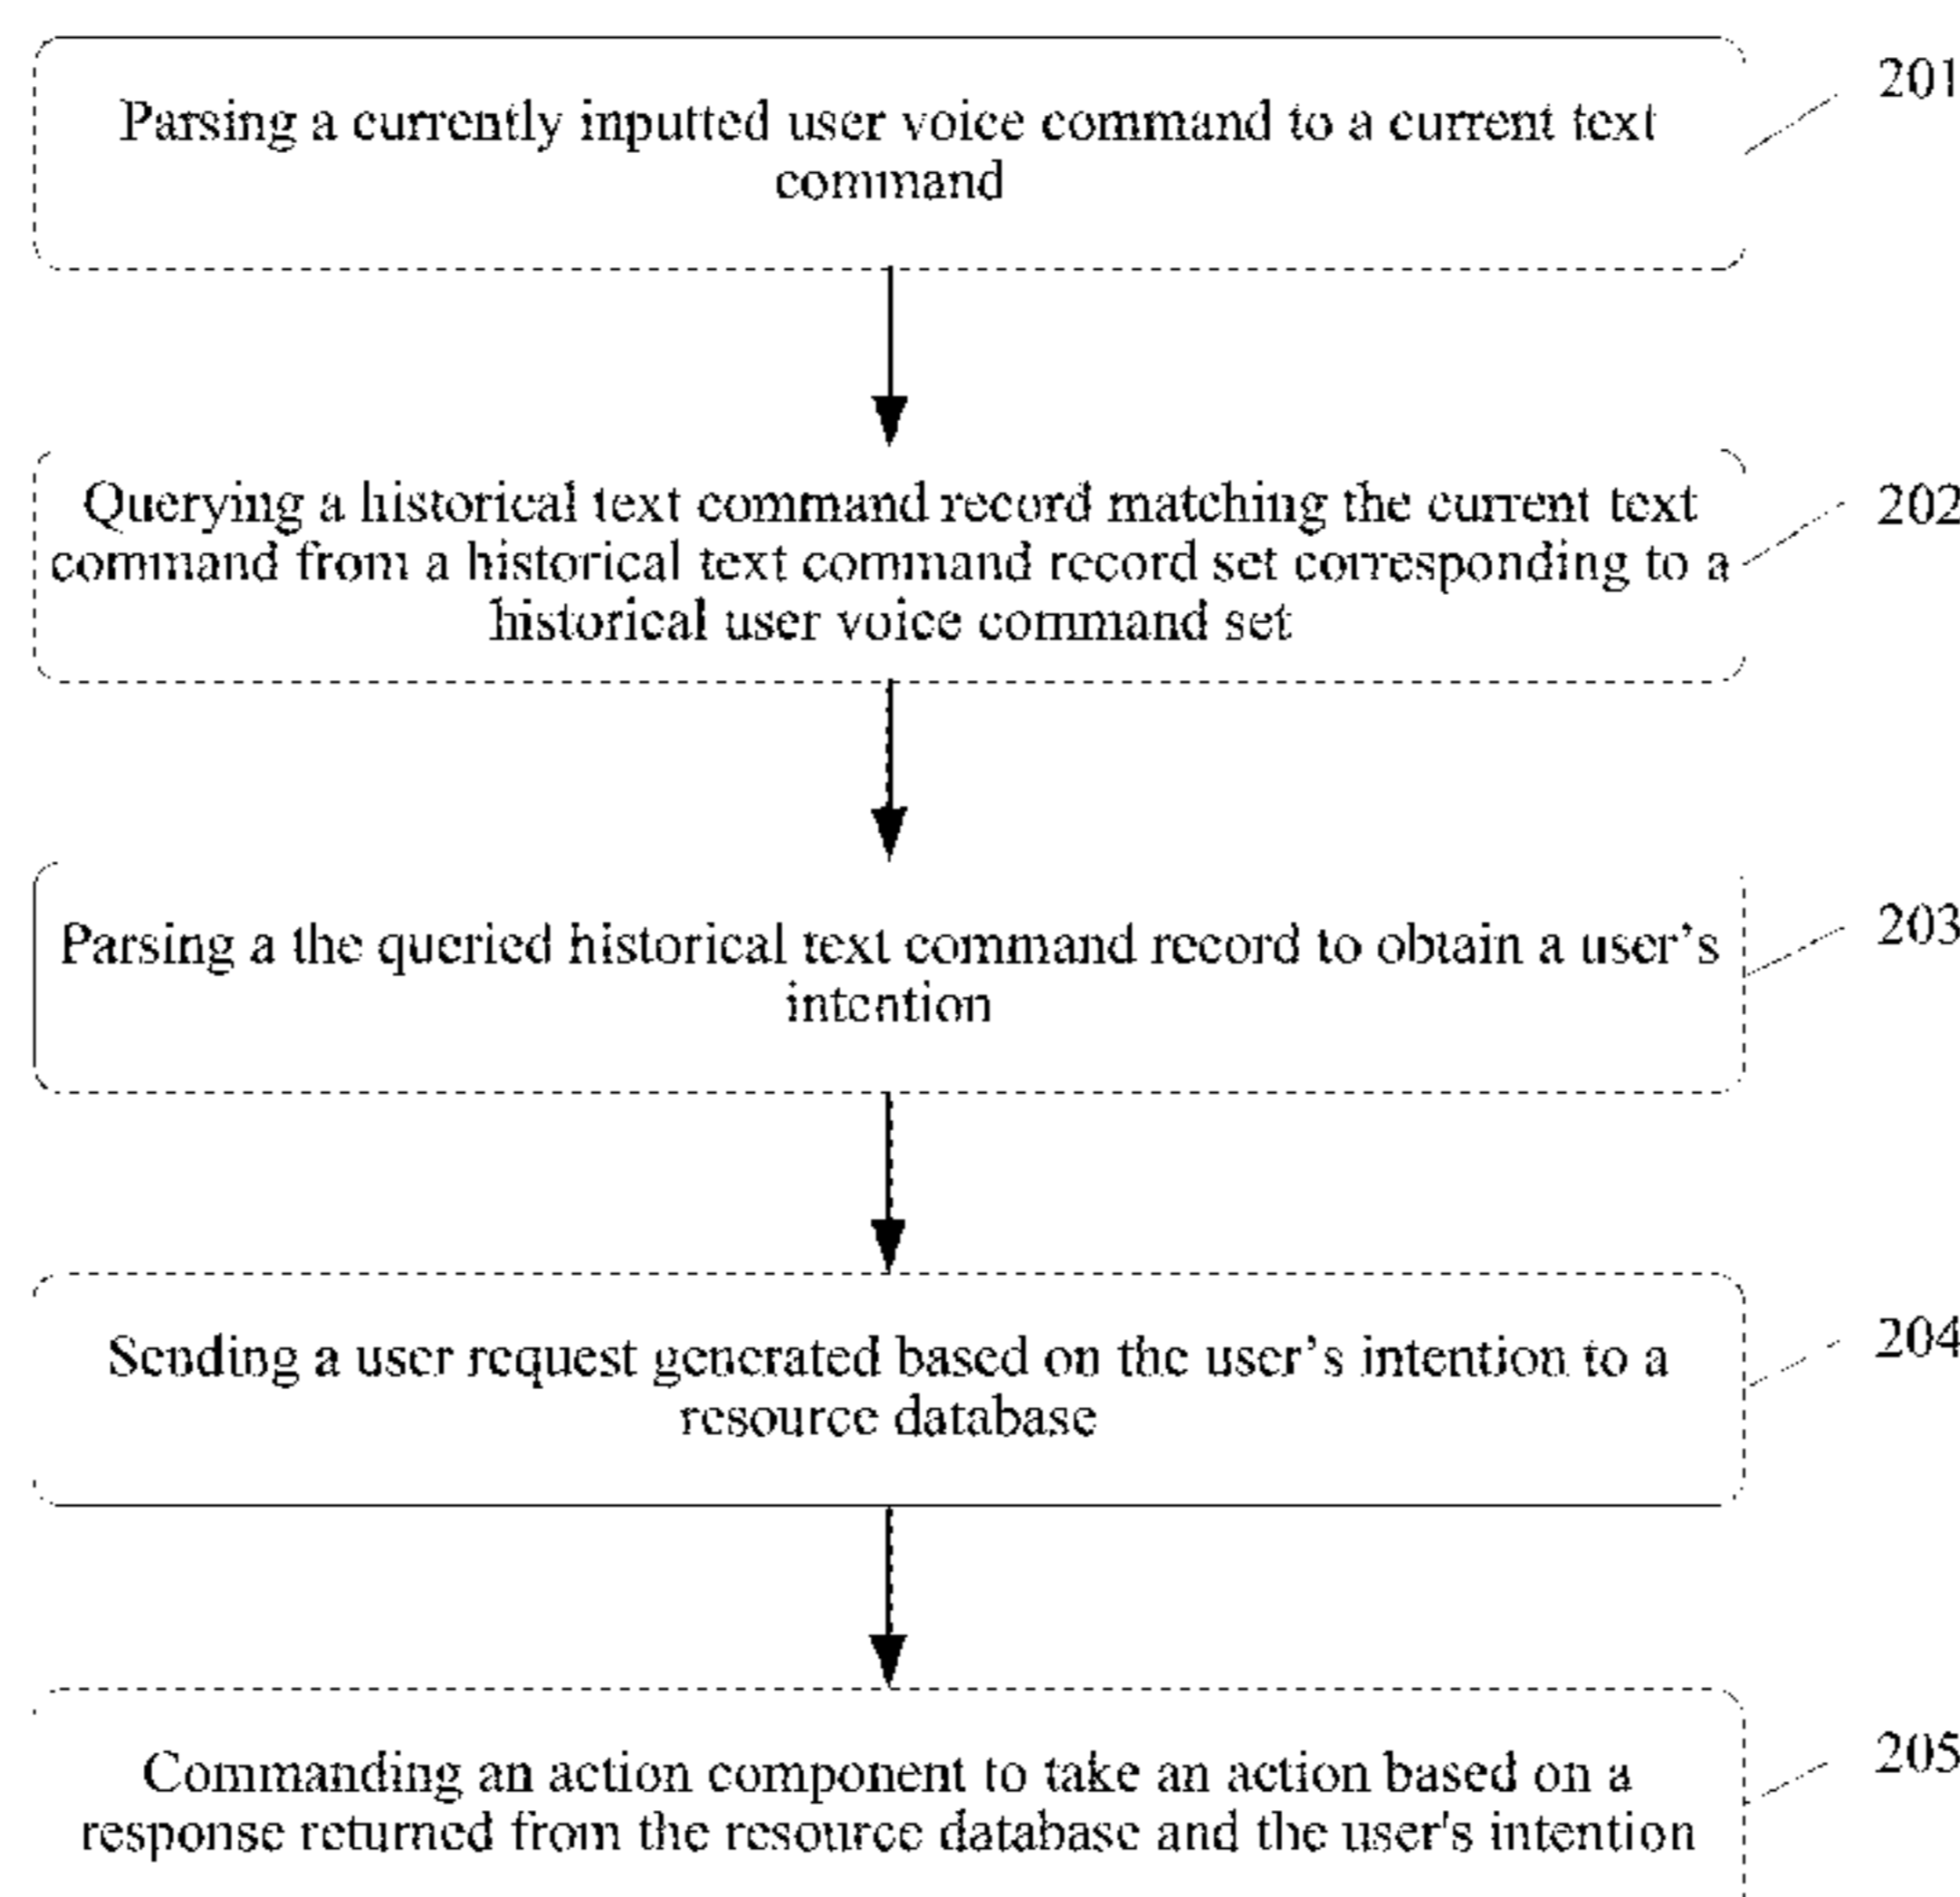 201
Parsing a currently inputted user voice command to a current text
command
Querying a historical text command record matching the current text
command from a historical text command record set corresponding to a
historical user voice command set
202
Parsing a the queried historical text command record to obtain a user’s
intention
203
Sending a user request generated based on the user’s intention to a
resource database
204
Commanding an action component to take an action based on a
response returned from the resource database and the user's intention
205